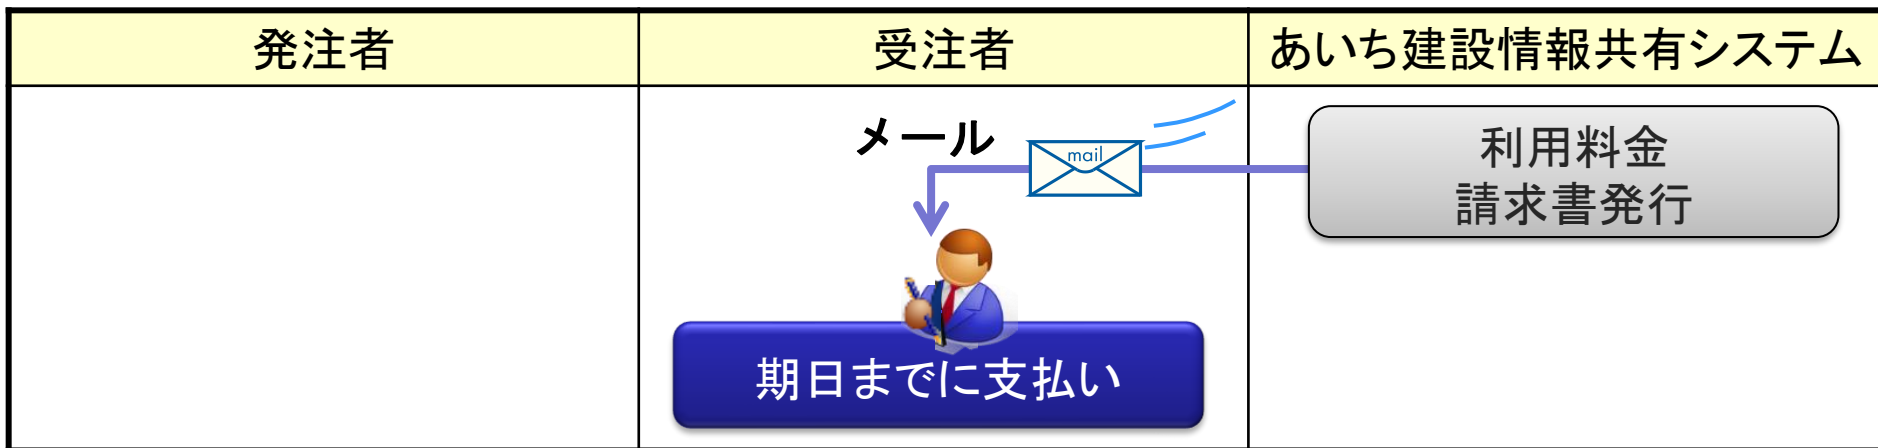 発注者
受注者
あいち建設情報共有システム
メール
mail
利用料金
請求書発行
期日までに支払い